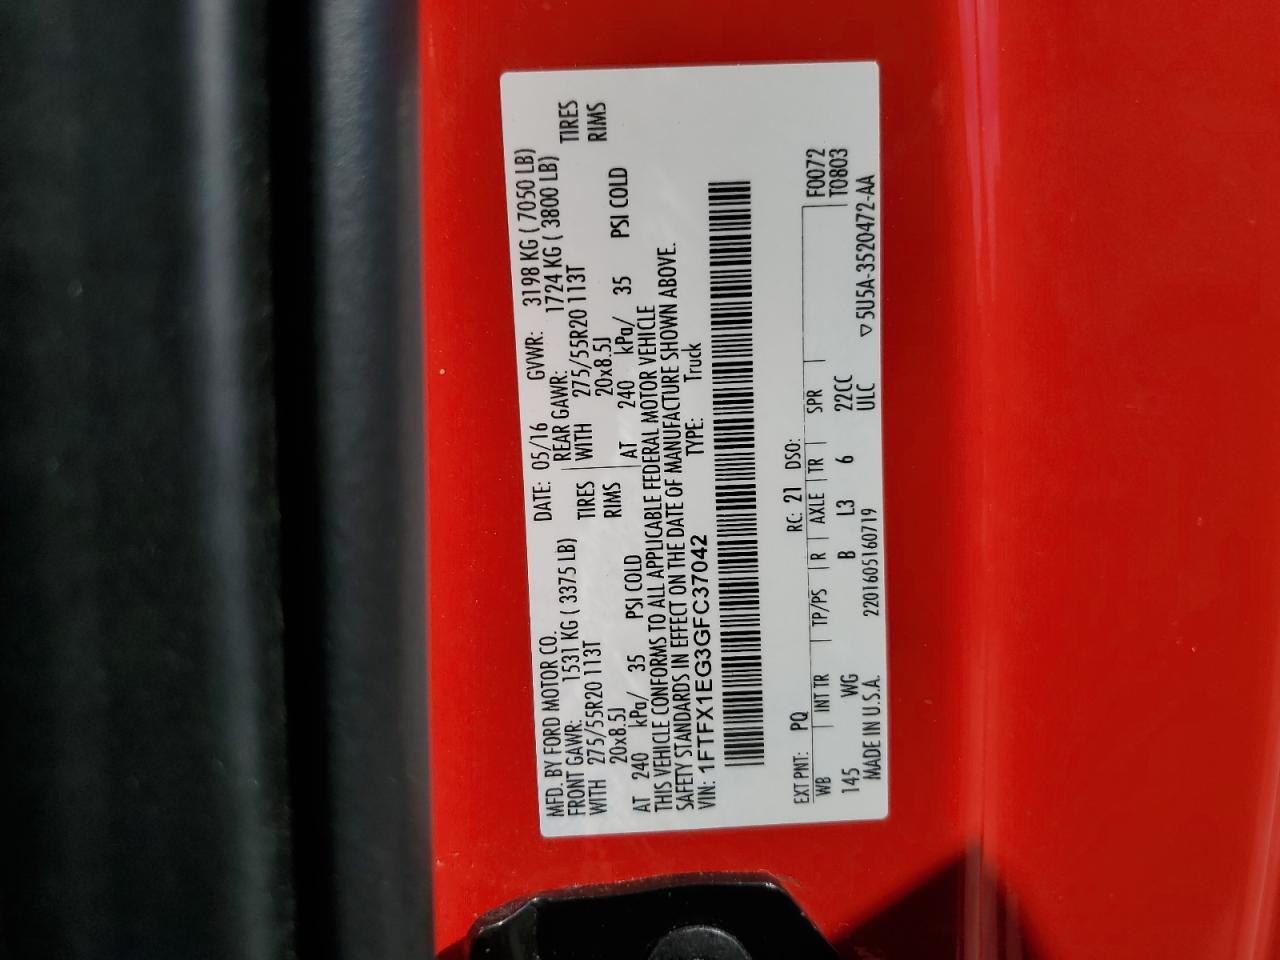 MFD. BY FORD MOTOR CO. DATE: 05/16 GVWR: 3198 KG ( 7050 LB)
FRONT GAWR: 1531 KG ( 3375 LB) REAR GAWR: 1724 KG ( 3800 LB)
WITH 275/55R20 113T TIRES WITH 275/55R20 113T TIRES
20x8.5J RIMS 20x8.5J RIMS
AT 240 kPa/ 35 PSI COLD AT 240 kPa/ 35 PSI COLD
THIS VEHICLE CONFORMS TO ALL APPLICABLE FEDERAL MOTOR VEHICLE
SAFETY STANDARDS IN EFFECT ON THE DATE OF MANUFACTURE SHOWN ABOVE.
VIN: 1FTFX1EG3GFC37042 TYPE: Truck
EXT PNT: PQ RC: 21 DSO: F0072
WB INT TR TP/PS R AXLE TR SPR T0803
145 WG B L3 6 22CC
MADE IN U.S.A. 2201605160719 ULC ▽5U5A-3520472-AA